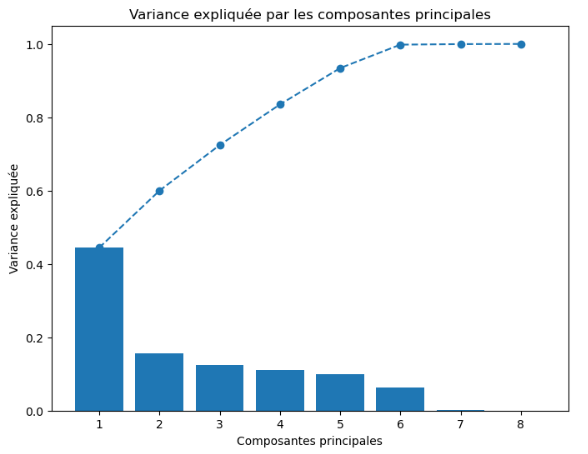 Variance expliquée par les composantes principales
Variance expliquée
1.0
0.8
0.6
0.4
0.2
0.0
1 2 3 4 5 6 7 8
Composantes principales